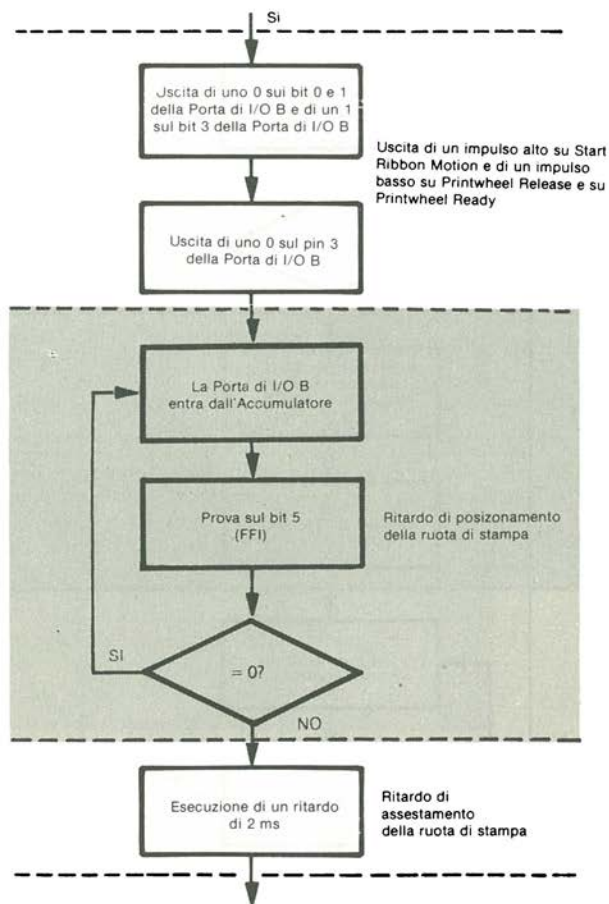 Si
Uscita di uno 0 sui bit 0 e 1
della Porta di I/O B e di un 1
sul bit 3 della Porta di I/O B
Uscita di un impulso alto su Start
Ribbon Motion e di un impulso
basso su Printwheel Release e su
Printwheel Ready
Uscita di uno 0 sul pin 3
della Porta di I/O B
La Porta di I/O B
entra dall'Accumulatore
Prova sul bit 5
(FFI)
Ritardo di posizonamento
della ruota di stampa
SI
= 0?
NO
Esecuzione di un ritardo
di 2 ms
Ritardo di
assestamento
della ruota di stampa